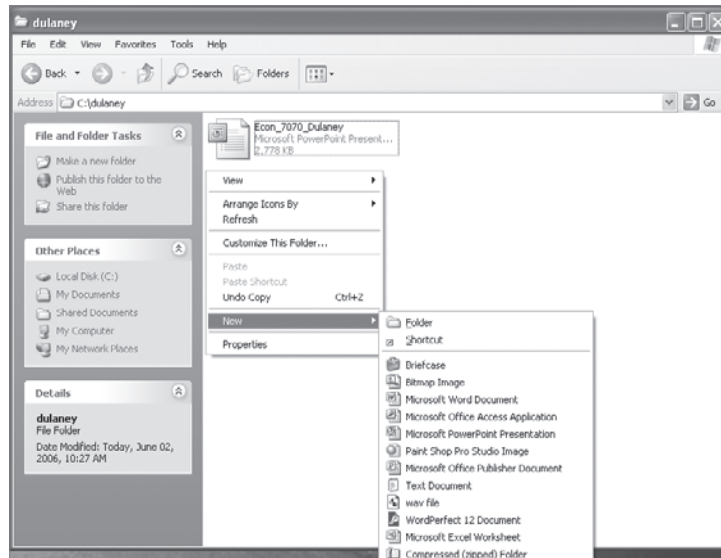 dulaney
File Edit View Favorites Tools Help
Back Search Folders
Address C:\dulaney Go
File and Folder Tasks
Make a new folder
Publish this folder to the
Web
Share this folder
Other Places
Local Disk (C:)
My Documents
Shared Documents
My Computer
My Network Places
Details
dulaney
File Folder
Date Modified: Today, June 02,
2006, 10:27 AM
Econ_7070_Dulaney
Microsoft PowerPoint Present...
2,778 KB
View
Arrange Icons By
Refresh
Customize This Folder...
Paste
Paste Shortcut
Undo Copy Ctrl+Z
New
Properties
Folder
Shortcut
Briefcase
Bitmap Image
Microsoft Word Document
Microsoft Office Access Application
Microsoft PowerPoint Presentation
Paint Shop Pro Studio Image
Microsoft Office Publisher Document
Text Document
wav file
WordPerfect 12 Document
Microsoft Excel Worksheet
Compressed (zipped) Folder